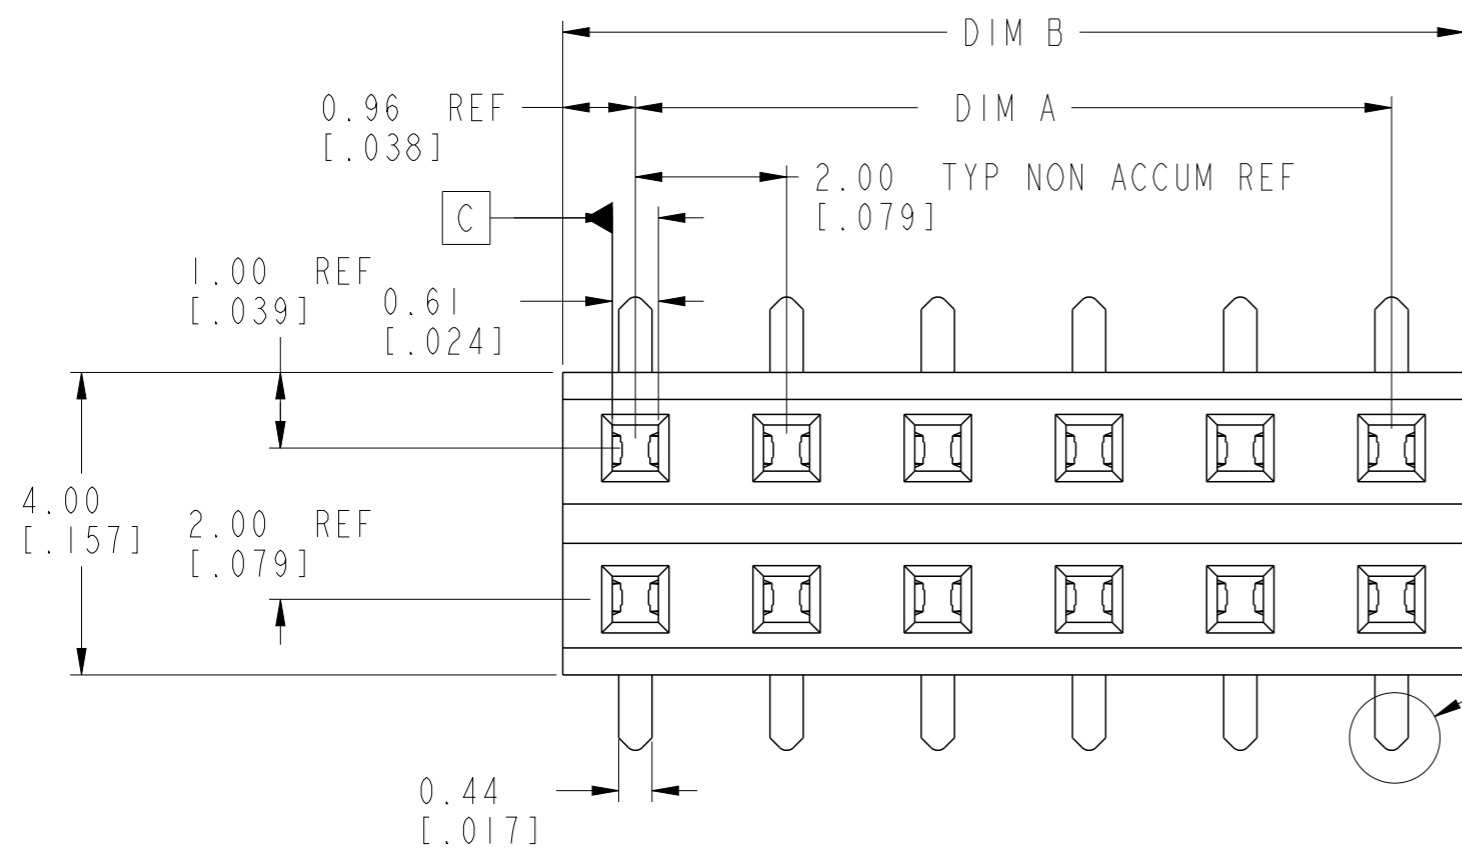 DIM B
0.96 REF
[.038]
DIM A
2.00 TYP NON ACCUM REF
[.079]
C
1.00 REF
[.039]
0.61
[.024]
4.00
[.157]
2.00 REF
[.079]
0.44
[.017]